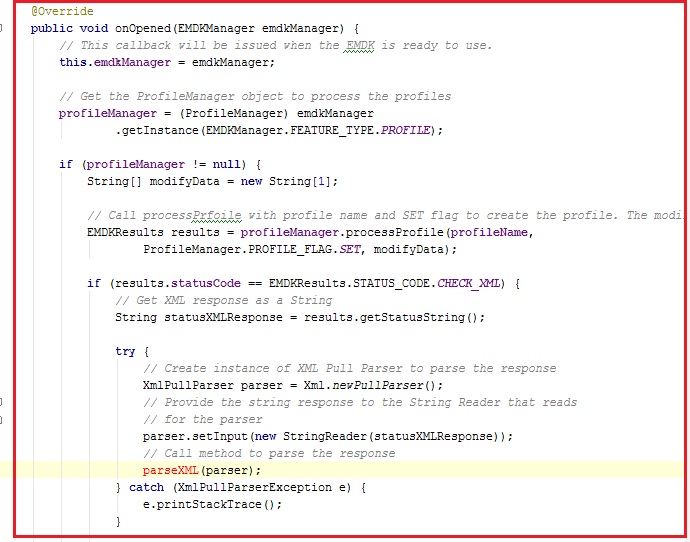 @Override
public void onOpened(EMDKManager emdkManager) {
// This callback will be issued when the EMDK is ready to use.
this.emdkManager = emdkManager;
// Get the ProfileManager object to process the profiles
profileManager = (ProfileManager) emdkManager
.getInstance(EMDKManager.FEATURE_TYPE.PROFILE);
if (profileManager != null) {
String[] modifyData = new String[1];
// Call processPrfoile with profile name and SET flag to create the profile. The modi
EMDKResults results = profileManager.processProfile(profileName,
ProfileManager.PROFILE_FLAG.SET, modifyData);
if (results.statusCode == EMDKResults.STATUS_CODE.CHECK_XML) {
// Get XML response as a String
String statusXMLResponse = results.getStatusString();
try {
// Create instance of XML Pull Parser to parse the response
XmlPullParser parser = Xml.newPullParser();
// Provide the string response to the String Reader that reads
// for the parser
parser.setInput(new StringReader(statusXMLResponse));
// Call method to parse the response
parseXML(parser);
} catch (XmlPullParserException e) {
e.printStackTrace();
}